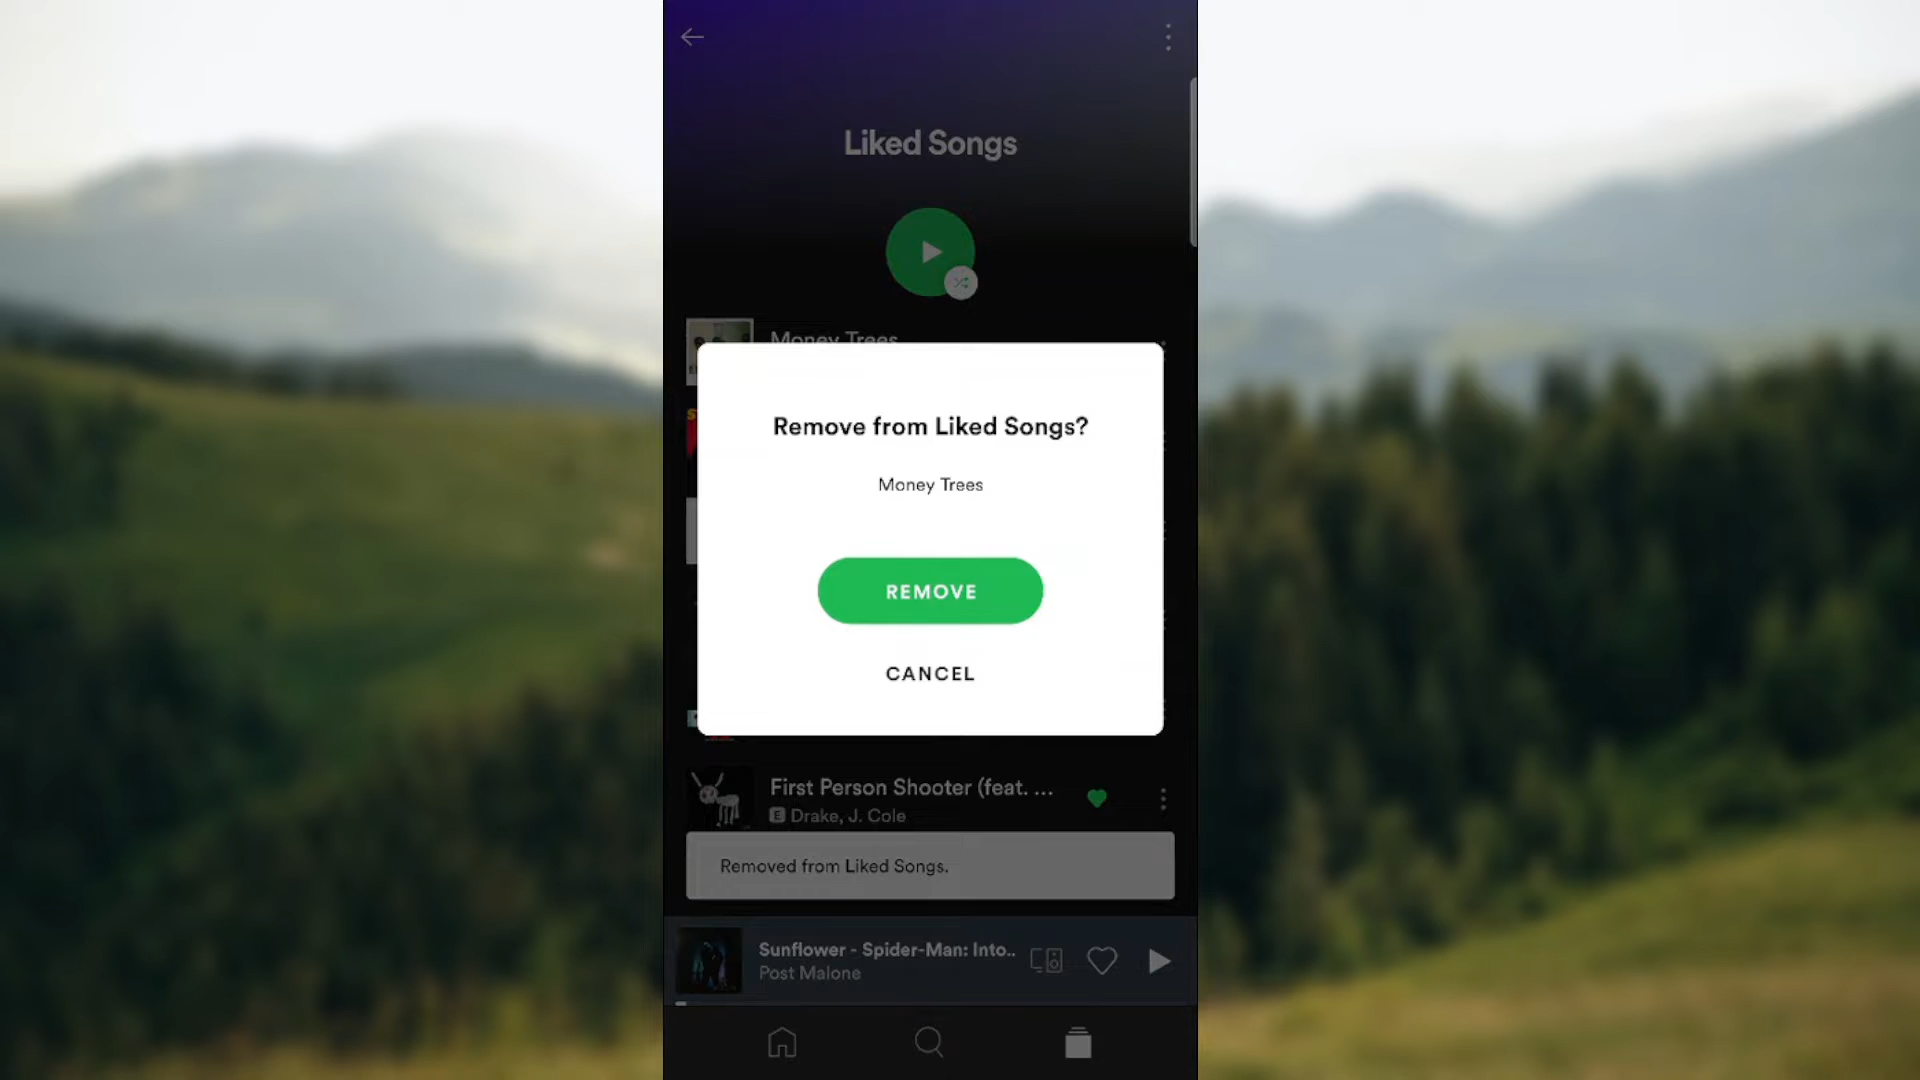 Liked Songs
Money Trees
Remove from Liked Songs?
Money Trees
REMOVE
CANCEL
First Person Shooter (feat. ...
E Drake, J. Cole
Removed from Liked Songs.
Sunflower - Spider-Man: Into..
Post Malone